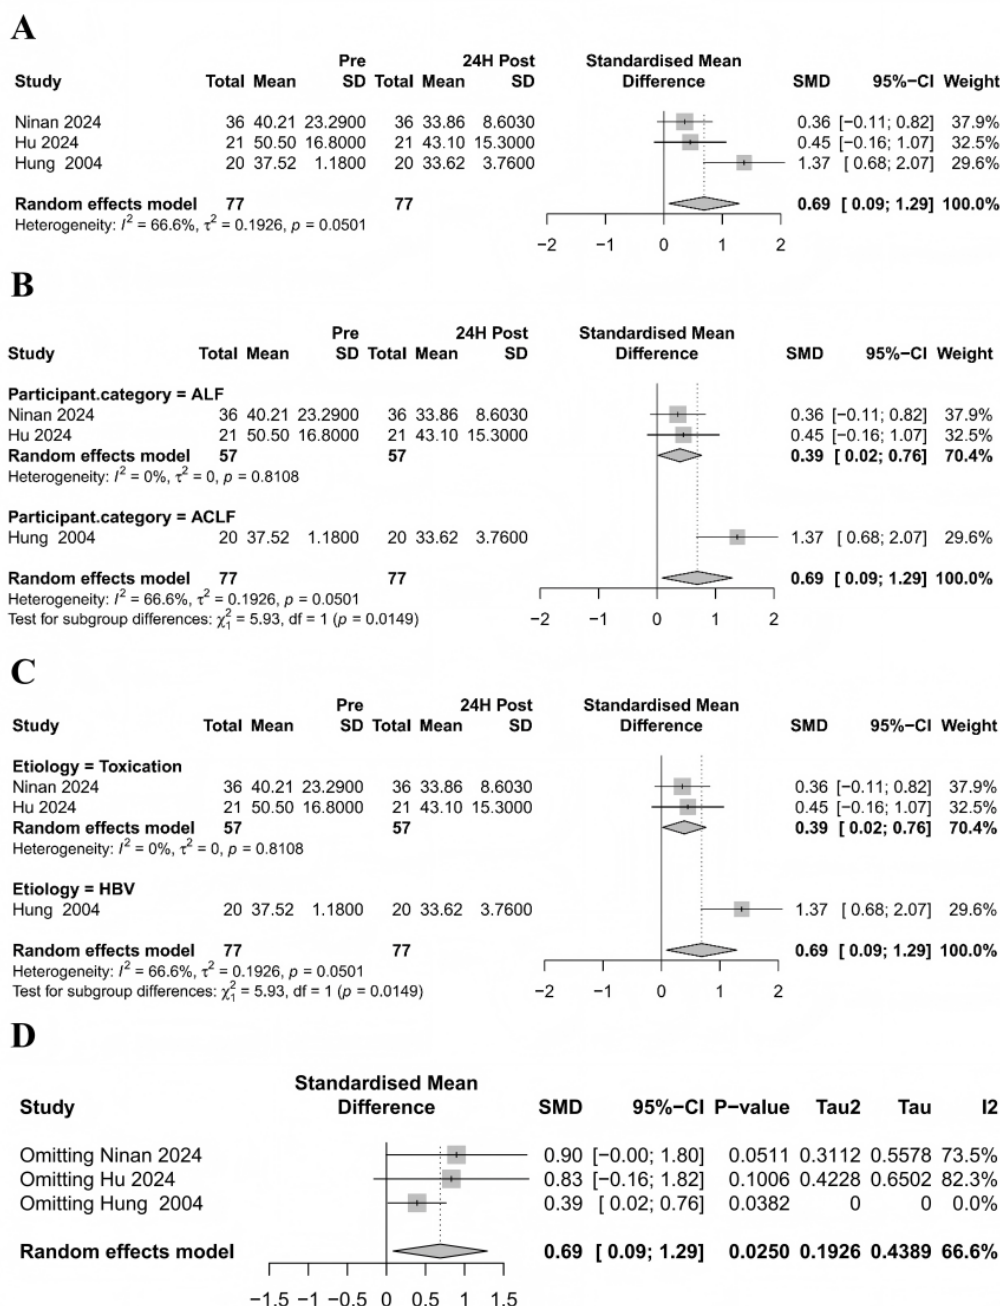 A
Pre 24H Post Standardised Mean
Study Total Mean SD Total Mean SD Difference SMD 95%−CI Weight
Ninan 2024 36 40.21 23.2900 36 33.86 8.6030 0.36 [−0.11; 0.82] 37.9%
Hu 2024 21 50.50 16.8000 21 43.10 15.3000 0.45 [−0.16; 1.07] 32.5%
Hung 2004 20 37.52 1.1800 20 33.62 3.7600 1.37 [ 0.68; 2.07] 29.6%
Random effects model 77 77 0.69 [ 0.09; 1.29] 100.0%
Heterogeneity: I² = 66.6%, τ² = 0.1926, p = 0.0501
−2 −1 0 1 2
B
Pre 24H Post Standardised Mean
Study Total Mean SD Total Mean SD Difference SMD 95%−CI Weight
Participant.category = ALF
Ninan 2024 36 40.21 23.2900 36 33.86 8.6030 0.36 [−0.11; 0.82] 37.9%
Hu 2024 21 50.50 16.8000 21 43.10 15.3000 0.45 [−0.16; 1.07] 32.5%
Random effects model 57 57 0.39 [ 0.02; 0.76] 70.4%
Heterogeneity: I² = 0%, τ² = 0, p = 0.8108
Participant.category = ACLF
Hung 2004 20 37.52 1.1800 20 33.62 3.7600 1.37 [ 0.68; 2.07] 29.6%
Random effects model 77 77 0.69 [ 0.09; 1.29] 100.0%
Heterogeneity: I² = 66.6%, τ² = 0.1926, p = 0.0501
Test for subgroup differences: χ²₁ = 5.93, df = 1 (p = 0.0149)
−2 −1 0 1 2
C
Pre 24H Post Standardised Mean
Study Total Mean SD Total Mean SD Difference SMD 95%−CI Weight
Etiology = Toxication
Ninan 2024 36 40.21 23.2900 36 33.86 8.6030 0.36 [−0.11; 0.82] 37.9%
Hu 2024 21 50.50 16.8000 21 43.10 15.3000 0.45 [−0.16; 1.07] 32.5%
Random effects model 57 57 0.39 [ 0.02; 0.76] 70.4%
Heterogeneity: I² = 0%, τ² = 0, p = 0.8108
Etiology = HBV
Hung 2004 20 37.52 1.1800 20 33.62 3.7600 1.37 [ 0.68; 2.07] 29.6%
Random effects model 77 77 0.69 [ 0.09; 1.29] 100.0%
Heterogeneity: I² = 66.6%, τ² = 0.1926, p = 0.0501
Test for subgroup differences: χ²₁ = 5.93, df = 1 (p = 0.0149)
−2 −1 0 1 2
D
Standardised Mean
Study Difference SMD 95%−CI P−value Tau2 Tau I2
Omitting Ninan 2024 0.90 [−0.00; 1.80] 0.0511 0.3112 0.5578 73.5%
Omitting Hu 2024 0.83 [−0.16; 1.82] 0.1006 0.4228 0.6502 82.3%
Omitting Hung 2004 0.39 [ 0.02; 0.76] 0.0382 0 0 0.0%
Random effects model 0.69 [ 0.09; 1.29] 0.0250 0.1926 0.4389 66.6%
−1.5 −1 −0.5 0 0.5 1 1.5